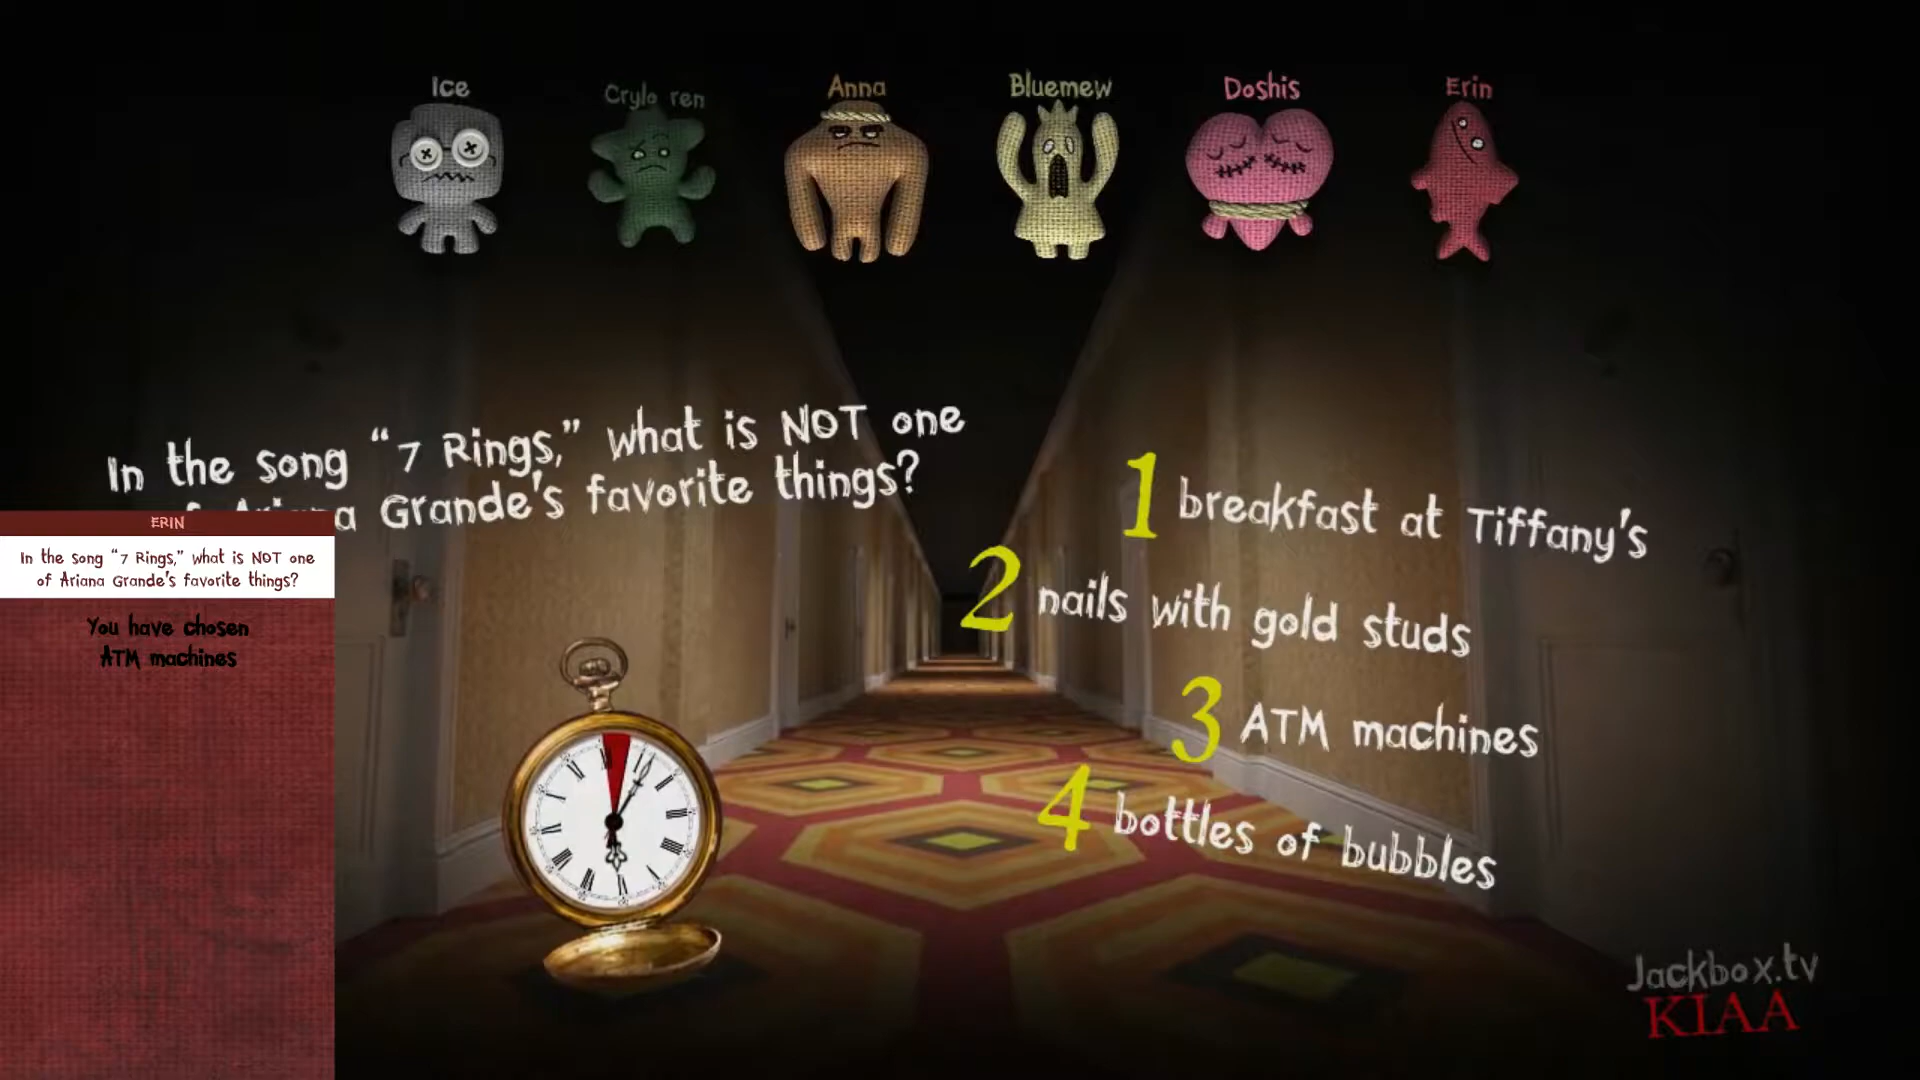 Ice
Crylo ren
Anna
Bluemew
Doshis
Erin
In the song “7 Rings,” what is NOT one
of Ariana Grande's favorite things?
1 breakfast at Tiffany's
2 nails with gold studs
3 ATM machines
4 bottles of bubbles
ERIN
In the song “7 Rings,” what is NOT one
of Ariana Grande's favorite things?
You have chosen
ATM machines
Jackbox.tv
KIAA